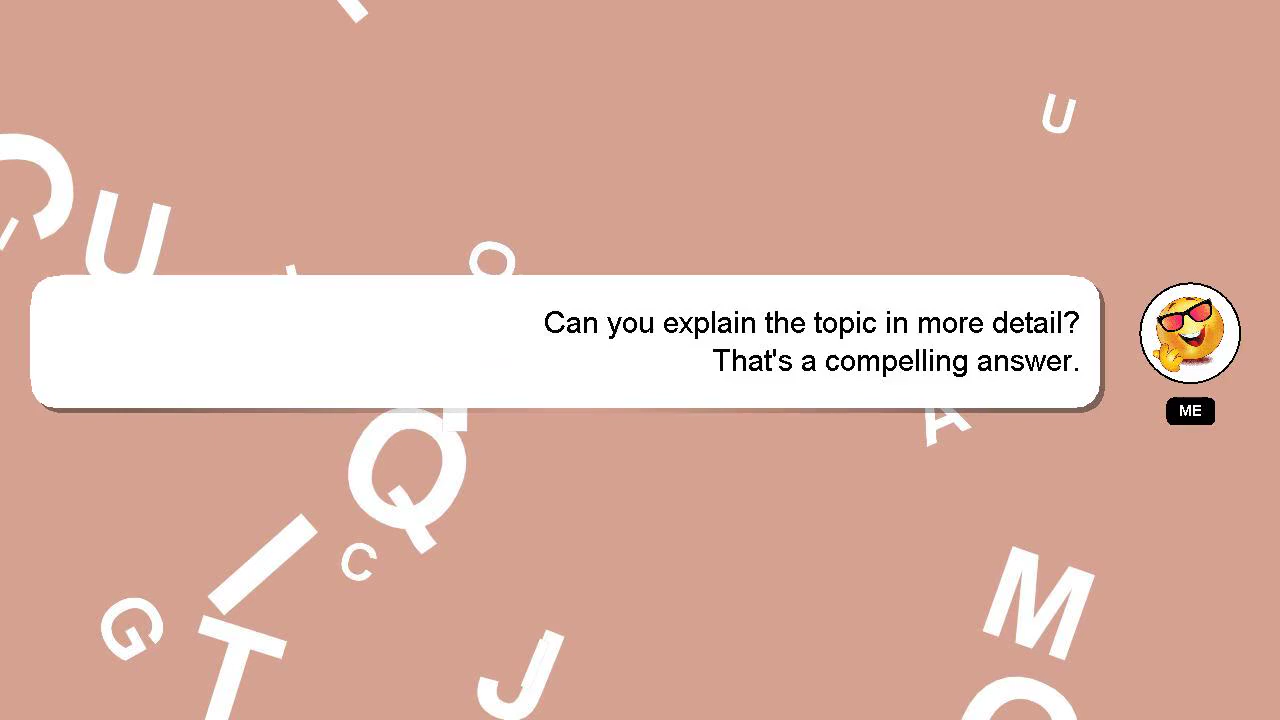 U
U
O
Can you explain the topic in more detail?
That's a compelling answer.
ME
A
Q
I
C
M
G
T
J